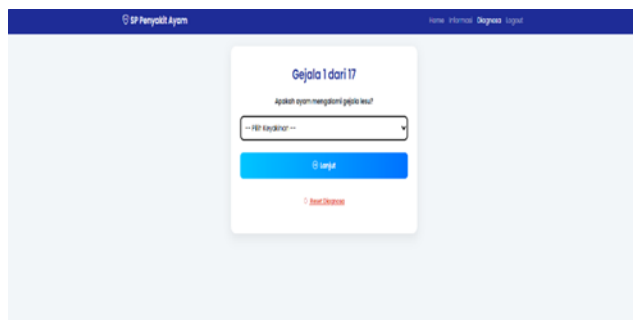 SP Penyakit Ayam
Home Informasi Diagnosa Logout
Gejala 1 dari 17
Apakah ayam mengalami gejala lesu?
-- Pilih Keyakinan --
Lanjut
Reset Diagnosa